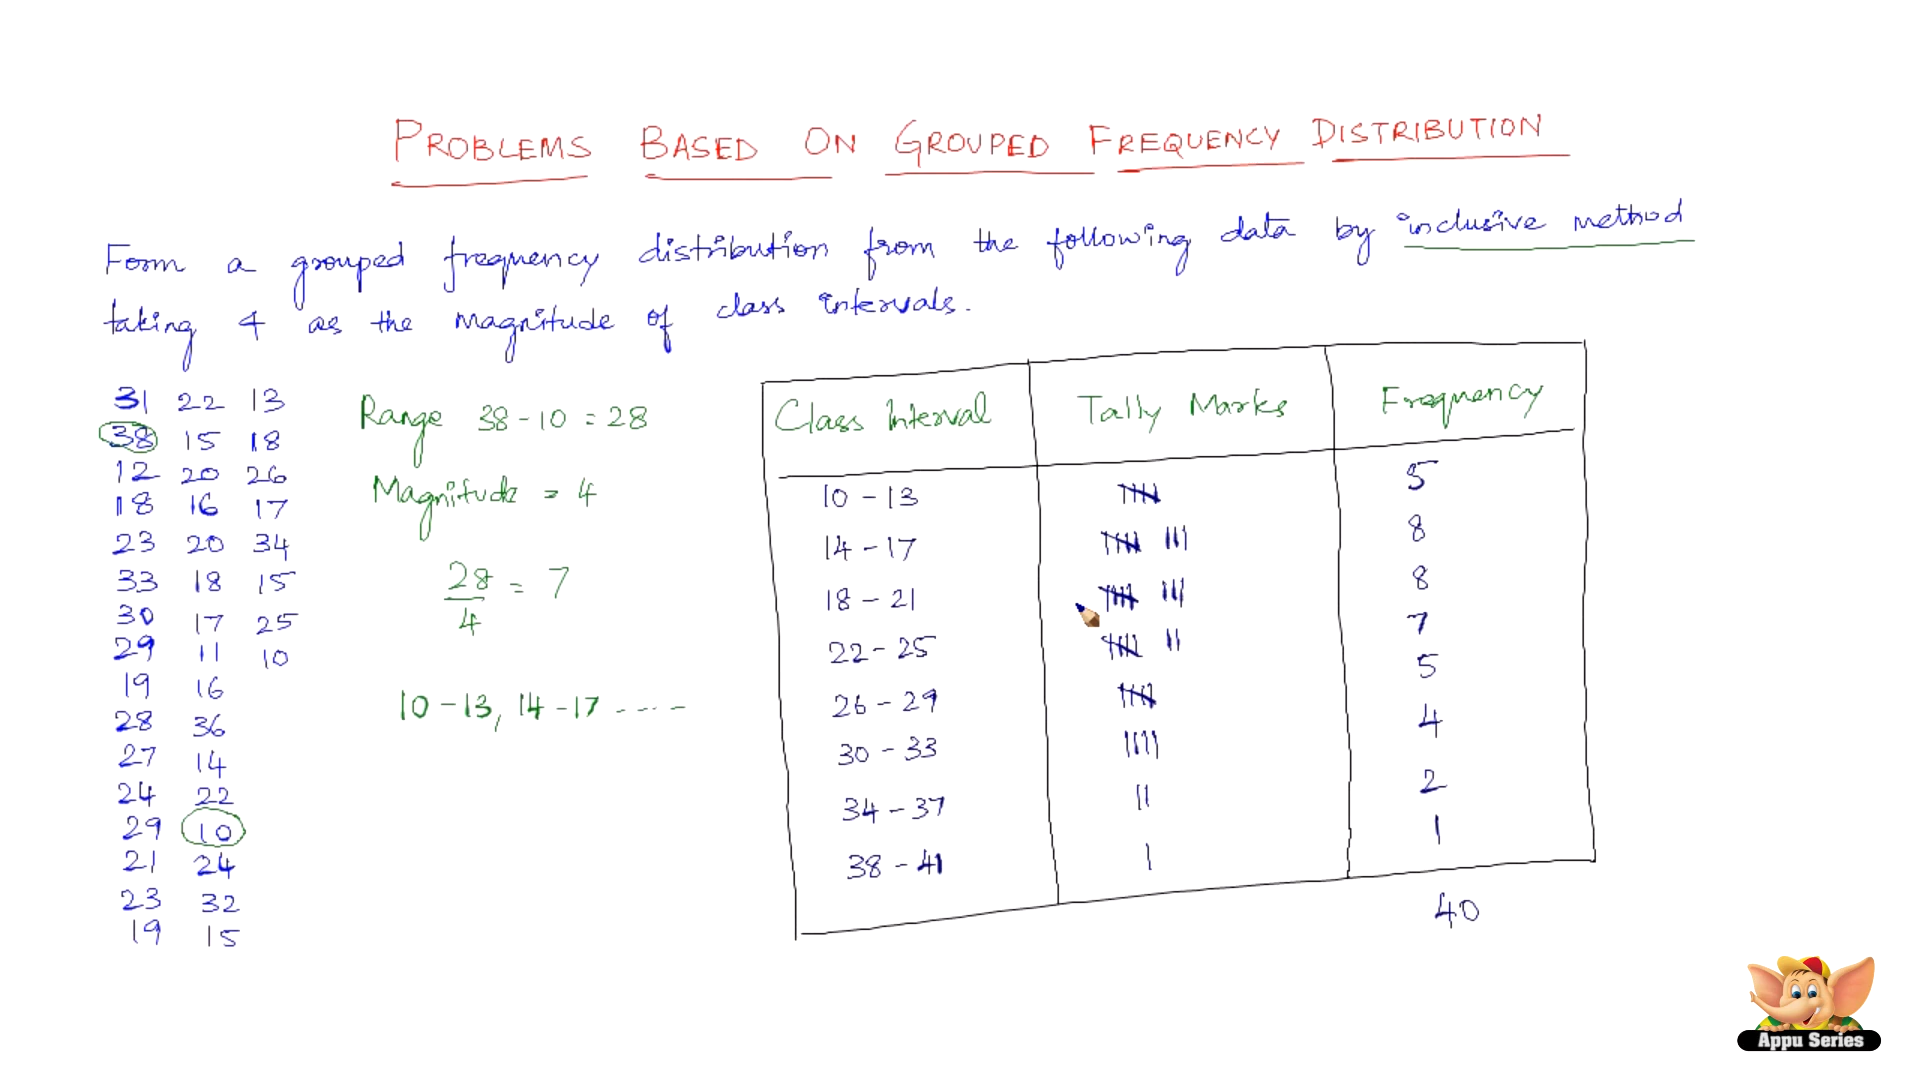 PROBLEMS BASED ON GROUPED FREQUENCY DISTRIBUTION
Form a grouped frequency distribution from the following data by inclusive method
taking 4 as the magnitude of class intervals.
31 22 13
38 15 18
12 20 26
18 16 17
23 20 34
33 18 15
30 17 25
29 11 10
19 16
28 36
27 14
24 22
29 10
21 24
23 32
19 15
Range 38 - 10 = 28
Magnitude = 4
28/4 = 7
10 - 13, 14 - 17 - - - -
Class Interval Tally Marks Frequency
10 - 13 𝍸 5
14 - 17 𝍸 ||| 8
18 - 21 𝍸 ||| 8
22 - 25 𝍸 || 7
26 - 29 𝍸 5
30 - 33 |||| 4
34 - 37 || 2
38 - 41 | 1
40
Appu Series